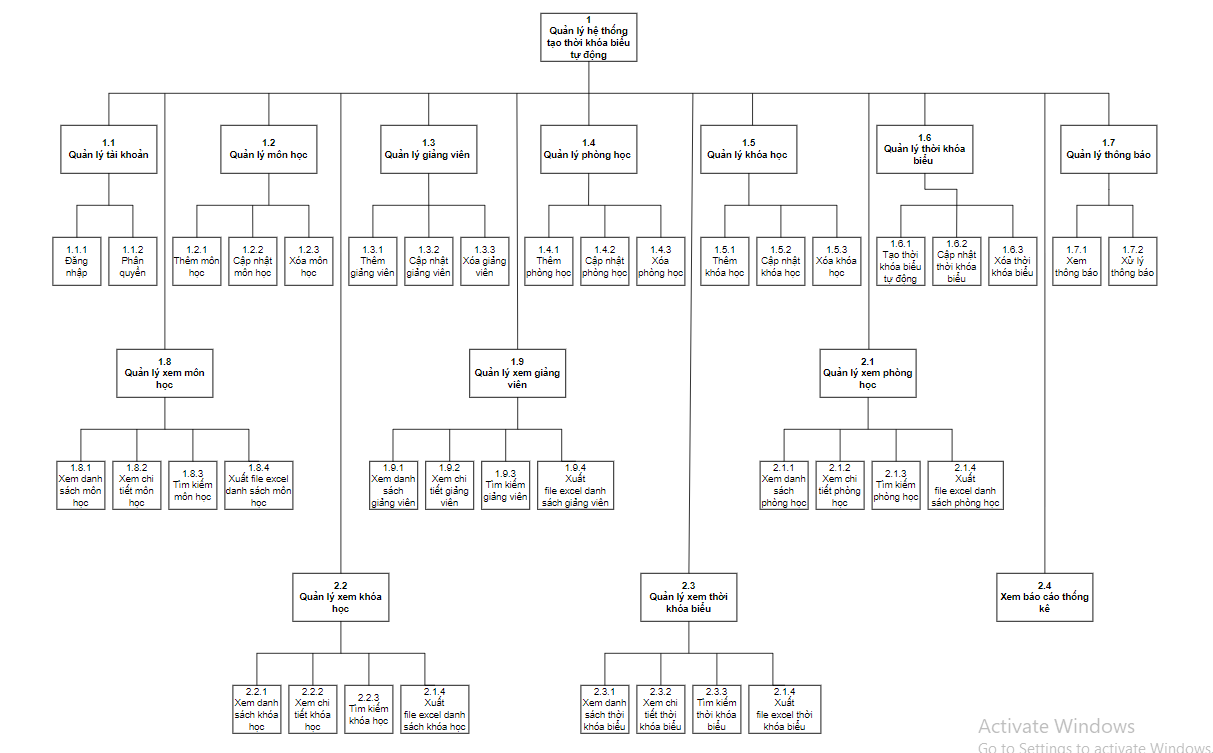 1
Quản lý hệ thống
tạo thời khóa biểu
tự động
1.1
Quản lý tài khoản
1.2
Quản lý môn học
1.3
Quản lý giảng viên
1.4
Quản lý phòng học
1.5
Quản lý khóa học
1.6
Quản lý thời khóa
biểu
1.7
Quản lý thông báo
1.1.1
Đăng
nhập
1.1.2
Phân
quyền
1.2.1
Thêm môn
học
1.2.2
Cập nhật
môn học
1.2.3
Xóa môn
học
1.3.1
Thêm
giảng viên
1.3.2
Cập nhật
giảng viên
1.3.3
Xóa giảng
viên
1.4.1
Thêm
phòng học
1.4.2
Cập nhật
phòng học
1.4.3
Xóa
phòng học
1.5.1
Thêm
khóa học
1.5.2
Cập nhật
khóa học
1.5.3
Xóa khóa
học
1.6.1
Tạo thời
khóa biểu
tự động
1.6.2
Cập nhật
thời khóa
biểu
1.6.3
Xóa thời
khóa biểu
1.7.1
Xem
thông báo
1.7.2
Xử lý
thông báo
1.8
Quản lý xem môn
học
1.9
Quản lý xem giảng
viên
2.1
Quản lý xem phòng
học
1.8.1
Xem danh
sách môn
học
1.8.2
Xem chi
tiết môn
học
1.8.3
Tìm kiếm
môn học
1.8.4
Xuất file excel
danh sách môn
học
1.9.1
Xem danh
sách
giảng viên
1.9.2
Xem chi
tiết giảng
viên
1.9.3
Tìm kiếm
giảng viên
1.9.4
Xuất
file excel danh
sách giảng viên
2.1.1
Xem danh
sách
phòng học
2.1.2
Xem chi
tiết phòng
học
2.1.3
Tìm kiếm
phòng học
2.1.4
Xuất
file excel danh
sách phòng học
2.2
Quản lý xem khóa
học
2.3
Quản lý xem thời
khóa biểu
2.4
Xem báo cáo thống
kê
2.2.1
Xem danh
sách khóa
học
2.2.2
Xem chi
tiết khóa
học
2.2.3
Tìm kiếm
khóa học
2.1.4
Xuất
file excel danh
sách khóa học
2.3.1
Xem danh
sách thời
khóa biểu
2.3.2
Xem chi
tiết thời
khóa biểu
2.3.3
Tìm kiếm
thời khóa
biểu
2.1.4
Xuất
file excel thời
khóa biểu
Activate Windows
Go to Settings to activate Windows.